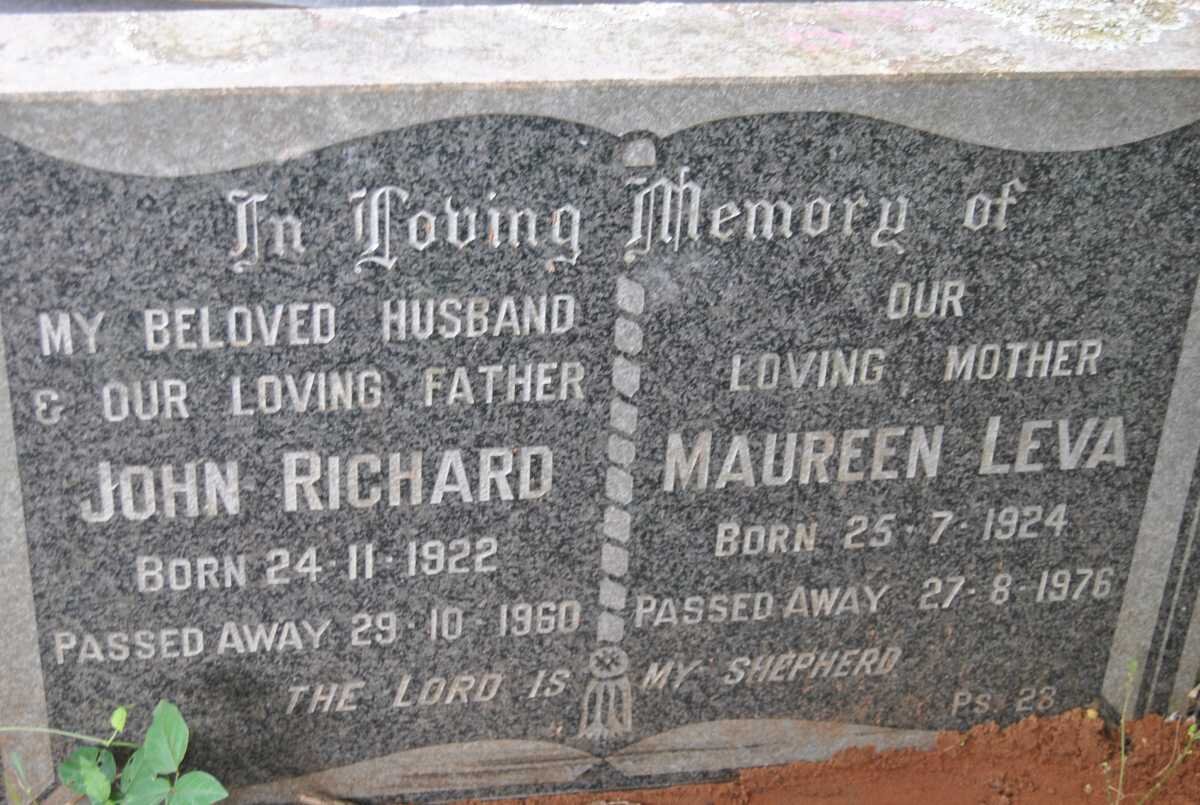 In Loving Memory of
MY BELOVED HUSBAND
& OUR LOVING FATHER
JOHN RICHARD
BORN 24-11-1922
PASSED AWAY 29-10-1960
OUR
LOVING MOTHER
MAUREEN LEVA
BORN 25-7-1924
PASSED AWAY 27-8-1976
THE LORD IS MY SHEPHERD
PS. 28